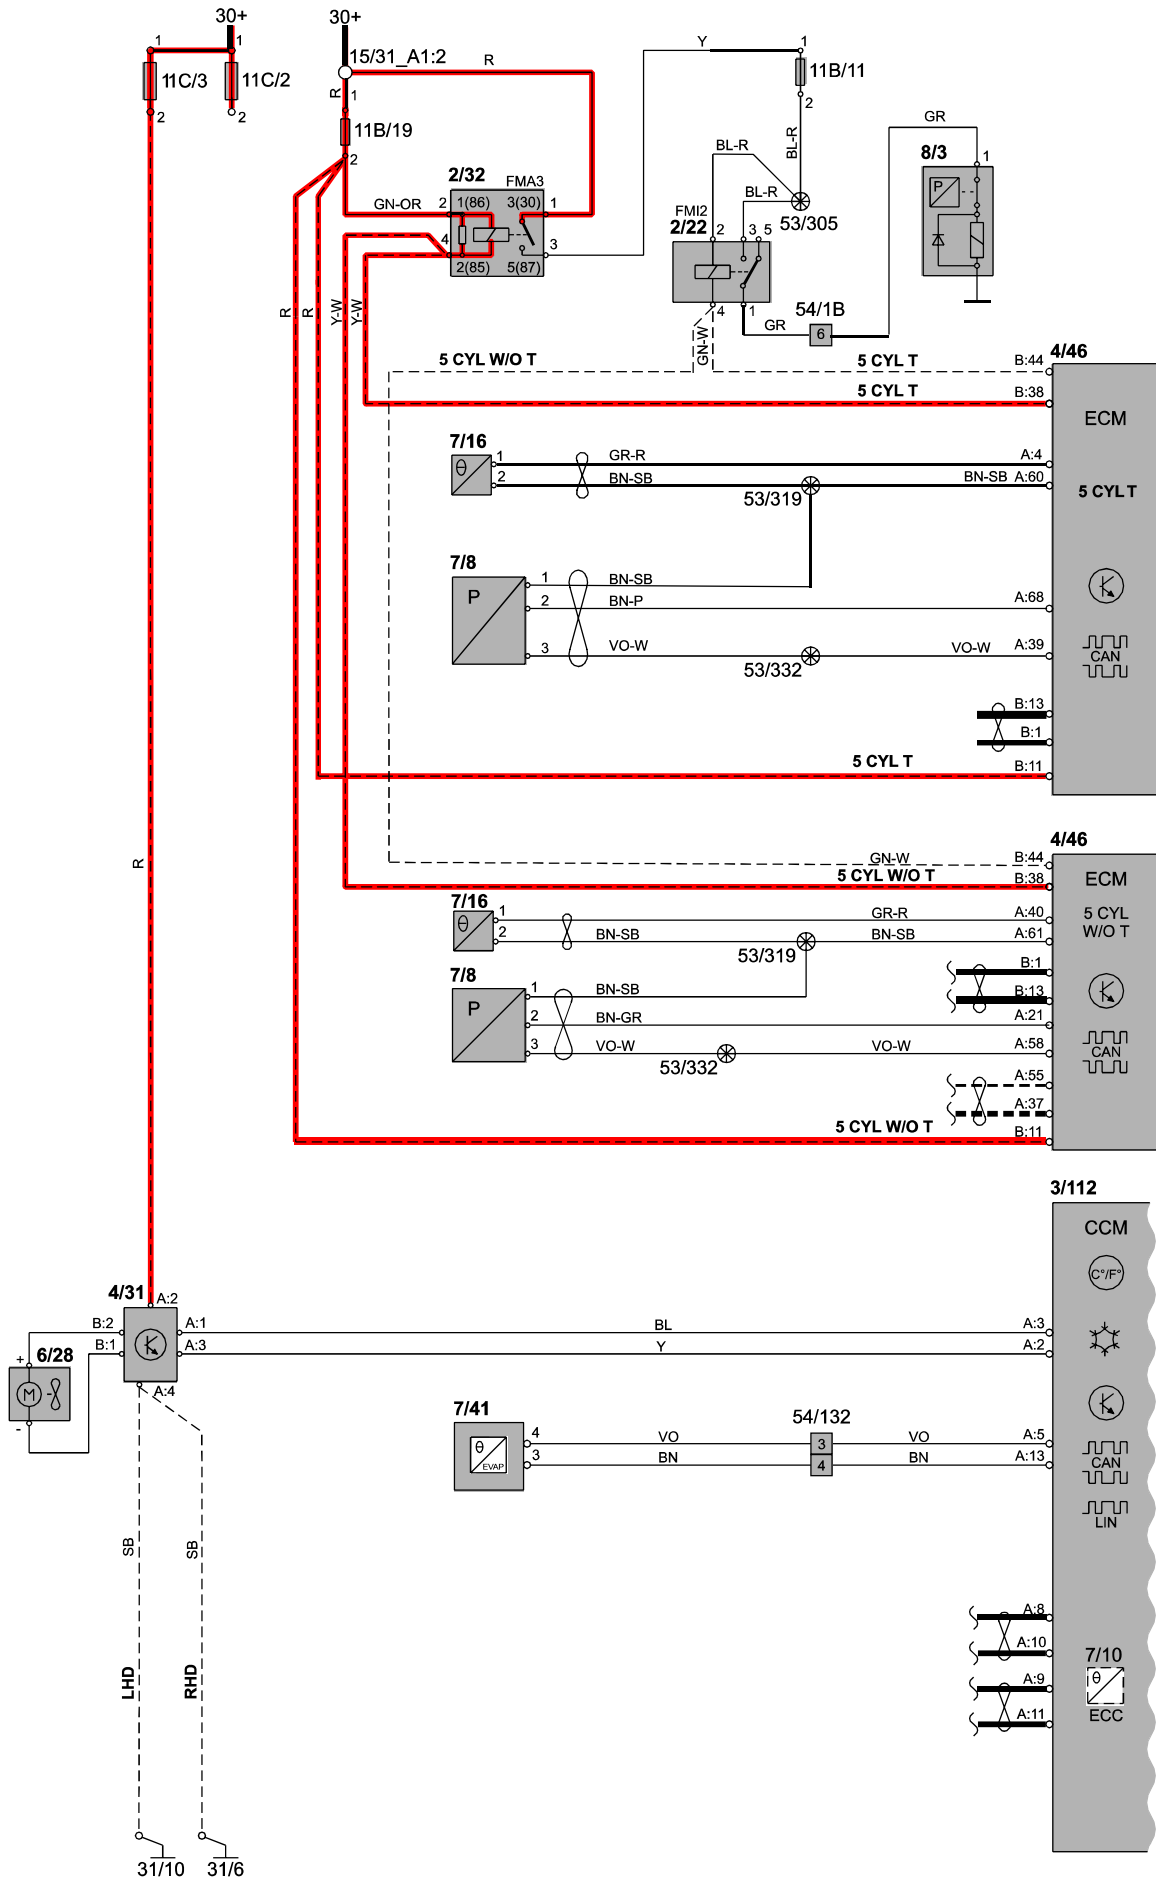 30+
30+
1
1
15/31_A1:2
R
Y
1
11C/3
11C/2
R
1
11B/11
2
2
11B/19
2
2
BL-R
GR
BL-R
8/3
1
P
2/32
FMA3
GN-OR
2
1(86)
3(30)
1
BL-R
53/305
FMI2
2/22
2
3
5
4
3
2(85)
5(87)
4
1
54/1B
GR
6
GN-W
R
R
Y-W
Y-W
5 CYL W/O T
5 CYL T
B:44
4/46
5 CYL T
B:38
ECM
7/16
1
GR-R
A:4
θ
2
BN-SB
BN-SB
A:60
53/319
5 CYL T
7/8
1
BN-SB
P
2
BN-P
A:68
3
VO-W
VO-W
A:39
CAN
53/332
B:13
B:1
5 CYL T
B:11
4/46
R
GN-W
B:44
5 CYL W/O T
B:38
ECM
7/16
1
GR-R
A:40
5 CYL
W/O T
θ
2
BN-SB
BN-SB
A:61
53/319
B:1
7/8
1
BN-SB
B:13
P
2
BN-GR
A:21
3
VO-W
VO-W
A:58
CAN
53/332
A:55
A:37
5 CYL W/O T
B:11
3/112
CCM
C°/F°
4/31
A:2
B:2
A:1
BL
A:3
B:1
A:3
Y
A:2
+
6/28
M
A:4
-
7/41
54/132
4
VO
3
VO
A:5
θ
EVAP
3
BN
4
BN
A:13
CAN
LIN
SB
SB
A:8
A:10
7/10
LHD
RHD
A:9
θ
A:11
ECC
31/10
31/6